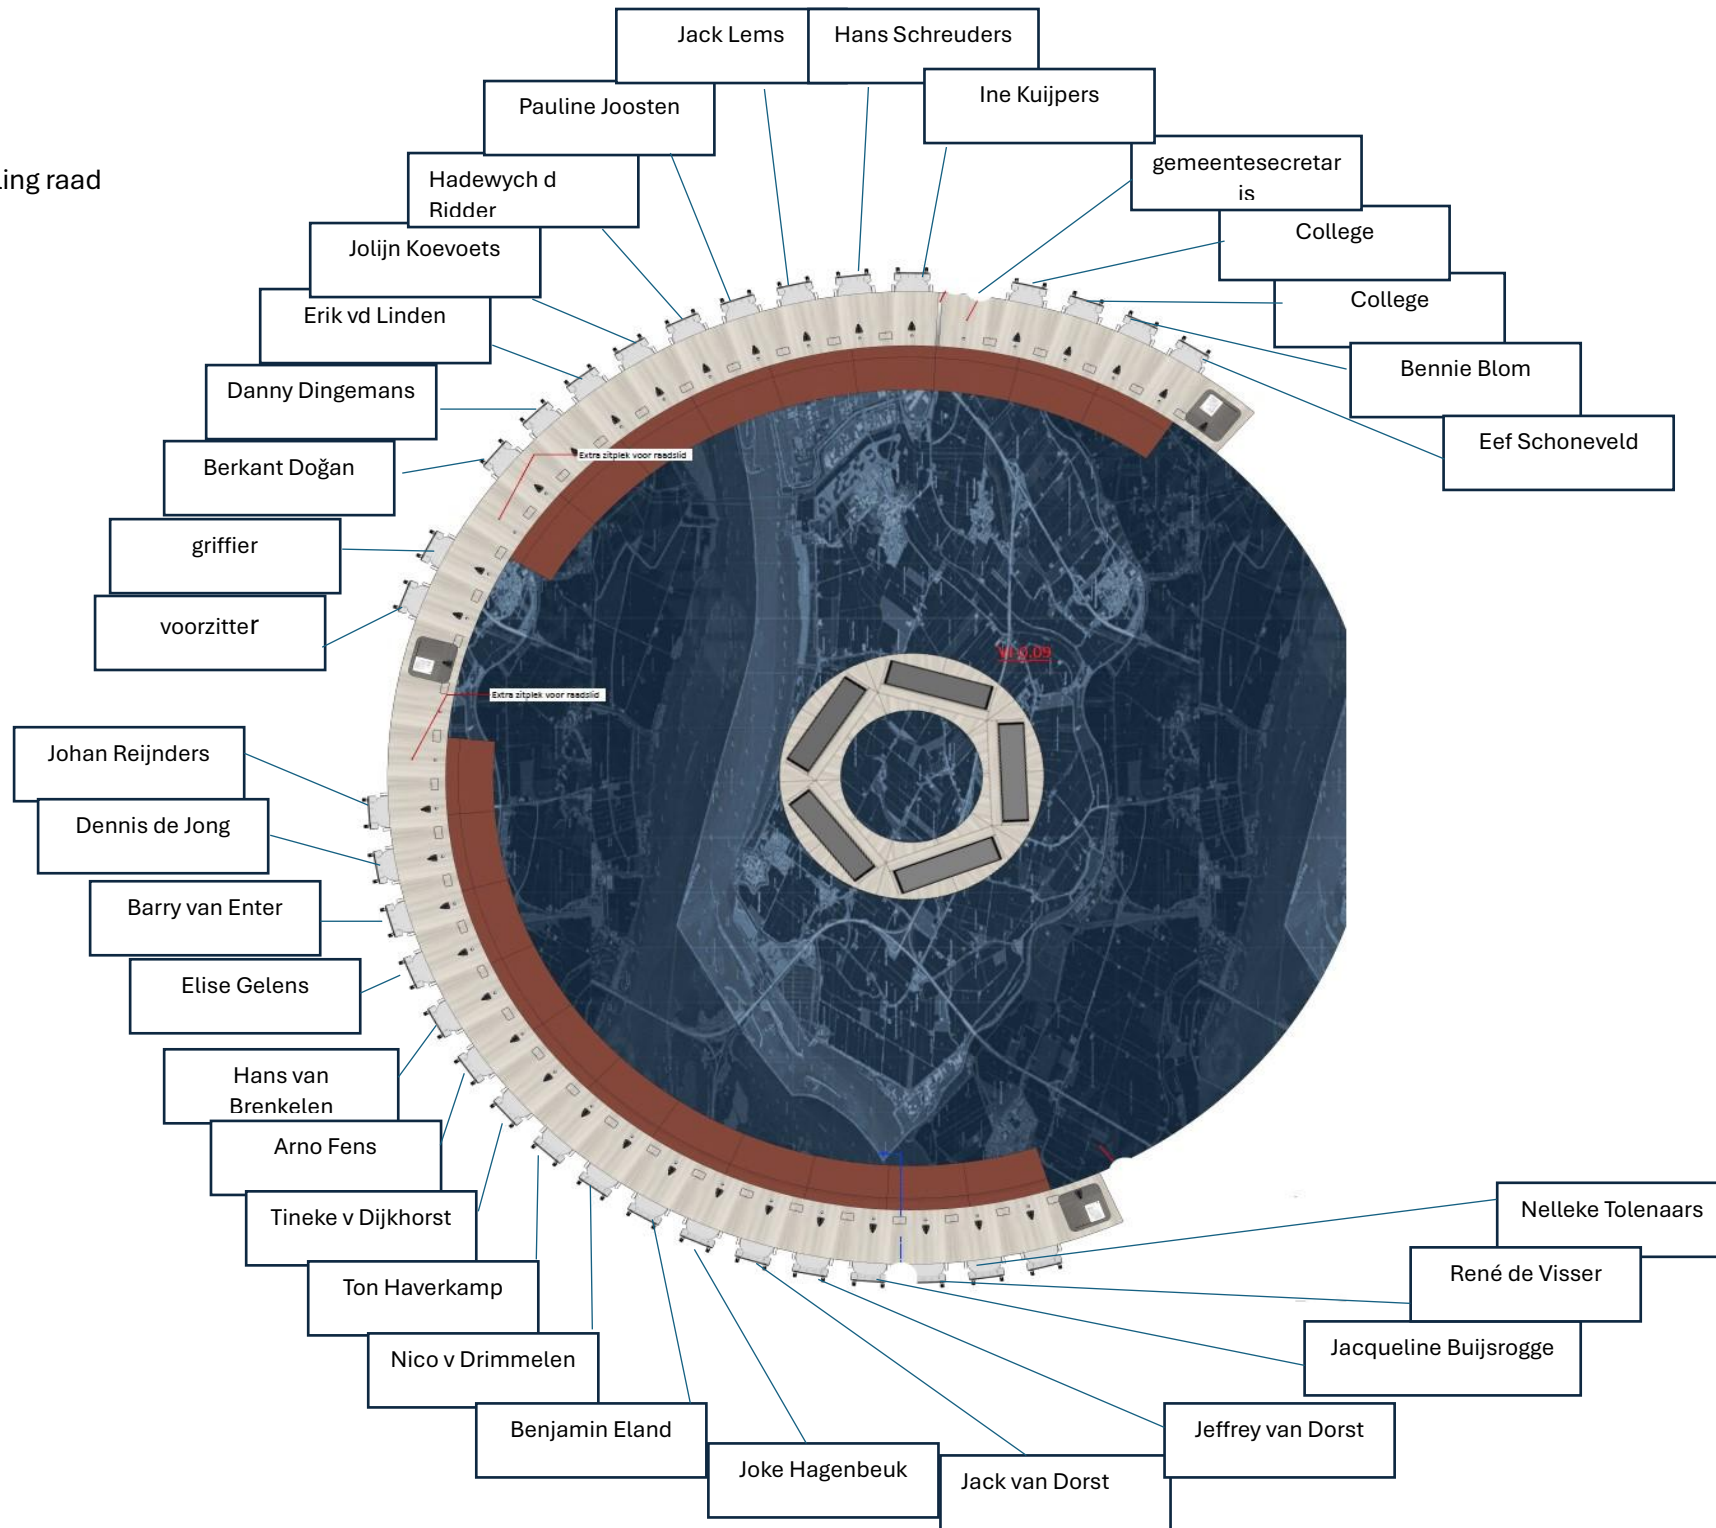 ing raad
Jack Lems
Hans Schreuders
Ine Kuijpers
Pauline Joosten
gemeentesecretar
is
Hadewych d
Ridder
College
Jolijn Koevoets
College
Erik vd Linden
Bennie Blom
Danny Dingemans
Eef Schoneveld
Berkant Doğan
Extra zitplek voor raadslid
griffier
voorzitter
VI-0.09
Extra zitplek voor raadslid
Johan Reijnders
Dennis de Jong
Barry van Enter
Elise Gelens
Hans van
Brenkelen
Arno Fens
Tineke v Dijkhorst
Nelleke Tolenaars
Ton Haverkamp
René de Visser
Nico v Drimmelen
Jacqueline Buijsrogge
Benjamin Eland
Jeffrey van Dorst
Joke Hagenbeuk
Jack van Dorst